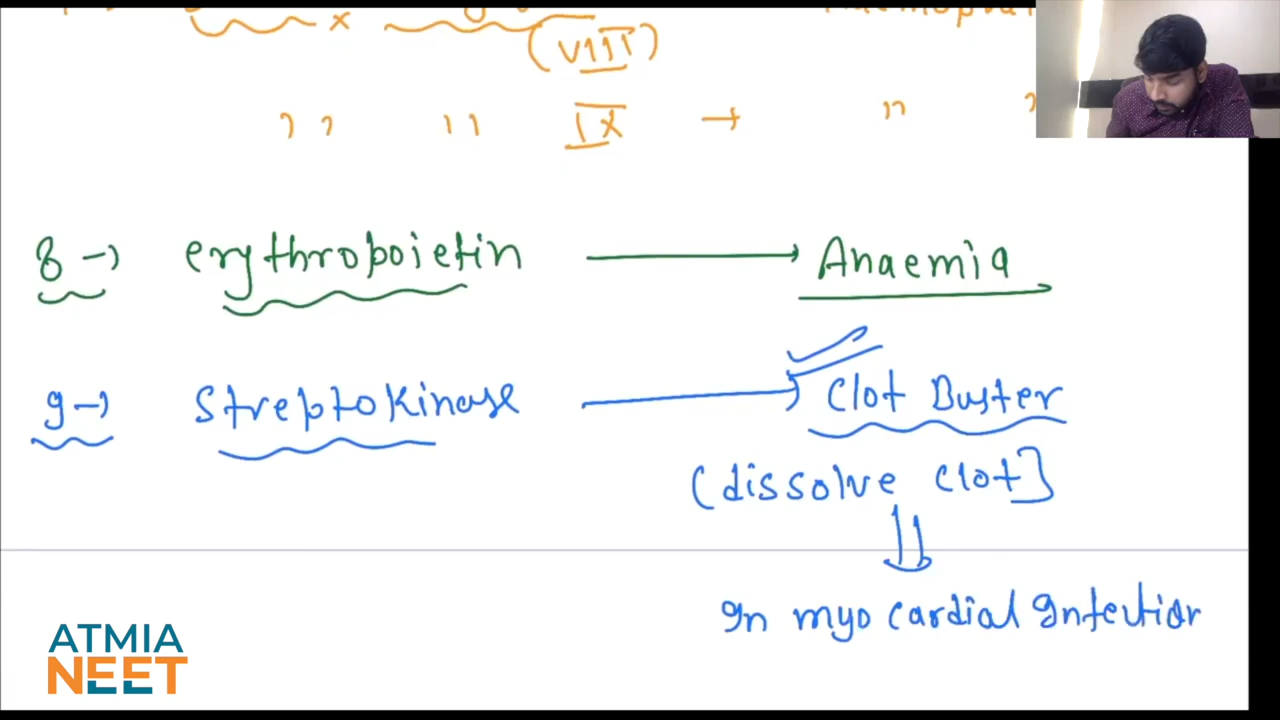 (VIII)
,, ,, IX → ,, ,
8 → erythropoietin → Anaemia
9 → Streptokinase → Clot Buster
(dissolve clot]
In myocardial Infection
ATMIA
NEET